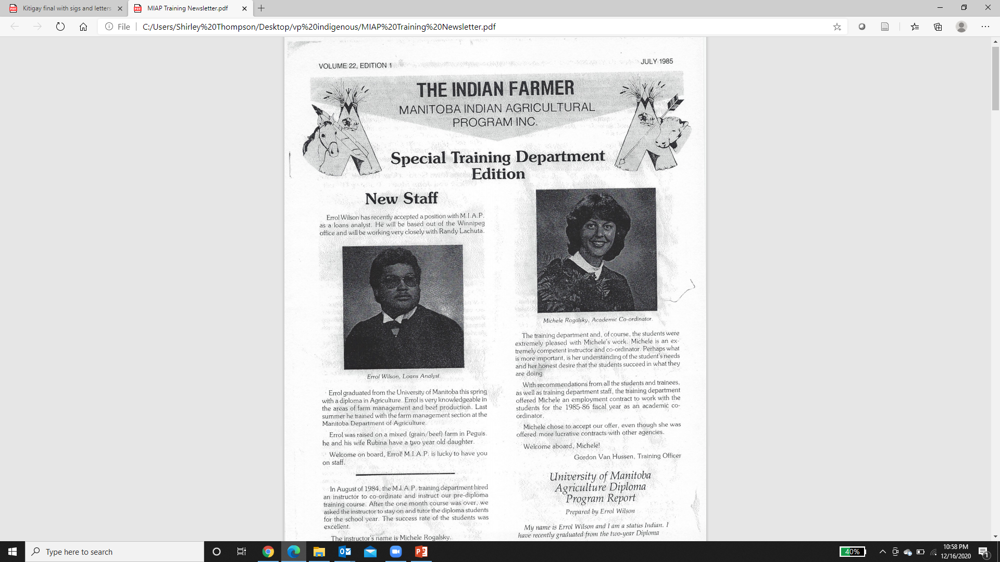 Kitigay final with sigs and letters
MIAP Training Newsletter.pdf
File
C:/Users/Shirley%20Thompson/Desktop/vp%20indigenous/MIAP%20Training%20Newsletter.pdf
VOLUME 22, EDITION 1
JULY 1985
THE INDIAN FARMER
MANITOBA INDIAN AGRICULTURAL
PROGRAM INC.
Special Training Department
Edition
New Staff
Errol Wilson has recently accepted a position with M.I.A.P.
as a loans analyst. He will be based out of the Winnipeg
office and will be working very closely with Randy Lachuta.
Errol Wilson, Loans Analyst.
Errol graduated from the University of Manitoba this spring
with a diploma in Agriculture. Errol is very knowledgeable in
the areas of farm management and beef production. Last
summer he trained with the farm management section at the
Manitoba Department of Agriculture.
Errol was raised on a mixed (grain/beef) farm in Peguis.
he and his wife Rubina have a two year old daughter.
Welcome on board, Errol! M.I.A.P. is lucky to have you
on staff.
In August of 1984, the M.I.A.P. training department hired
an instructor to co-ordinate and instruct our pre-diploma
training course. After the one month course was over, we
asked the instructor to stay on and tutor the diploma students
for the school year. The success rate of the students was
excellent.
The instructor's name is Michele Rogalsky.
Michele Rogalsky, Academic Co-ordinator.
The training department and, of course, the students were
extremely pleased with Michele's work. Michele is an ex-
tremely competent instructor and co-ordinator. Perhaps what
is more important, is her understanding of the student's needs
and her honest desire that the students succeed in what they
are doing.
With recommendations from all the students and trainees,
as well as training department staff, the training department
offered Michele an employment contract to work with the
students for the 1985-86 fiscal year as an academic co-
ordinator.
Michele chose to accept our offer, even though she was
offered more lucrative contracts with other agencies.
Welcome aboard, Michele!
Gordon Van Hussen, Training Officer
University of Manitoba
Agriculture Diploma
Program Report
Prepared by Errol Wilson
My name is Errol Wilson and I am a status Indian. I
have recently graduated from the two-year Diploma
Type here to search
40%
10:58 PM
12/16/2020
1